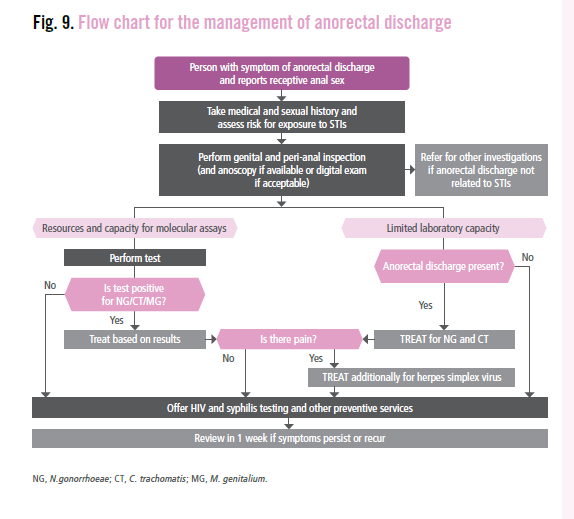 Fig. 9. Flow chart for the management of anorectal discharge
Person with symptom of anorectal discharge
and reports receptive anal sex
Take medical and sexual history and
assess risk for exposure to STIs
Perform genital and peri-anal inspection
(and anoscopy if available or digital exam
if acceptable)
Refer for other investigations
if anorectal discharge not
related to STIs
Resources and capacity for molecular assays
Limited laboratory capacity
Perform test
Anorectal discharge present?
No
No
Is test positive
for NG/CT/MG?
Yes
Yes
Treat based on results
Is there pain?
TREAT for NG and CT
No
Yes
TREAT additionally for herpes simplex virus
Offer HIV and syphilis testing and other preventive services
Review in 1 week if symptoms persist or recur
NG, N.gonorrhoeae; CT, C. trachomatis; MG, M. genitalium.